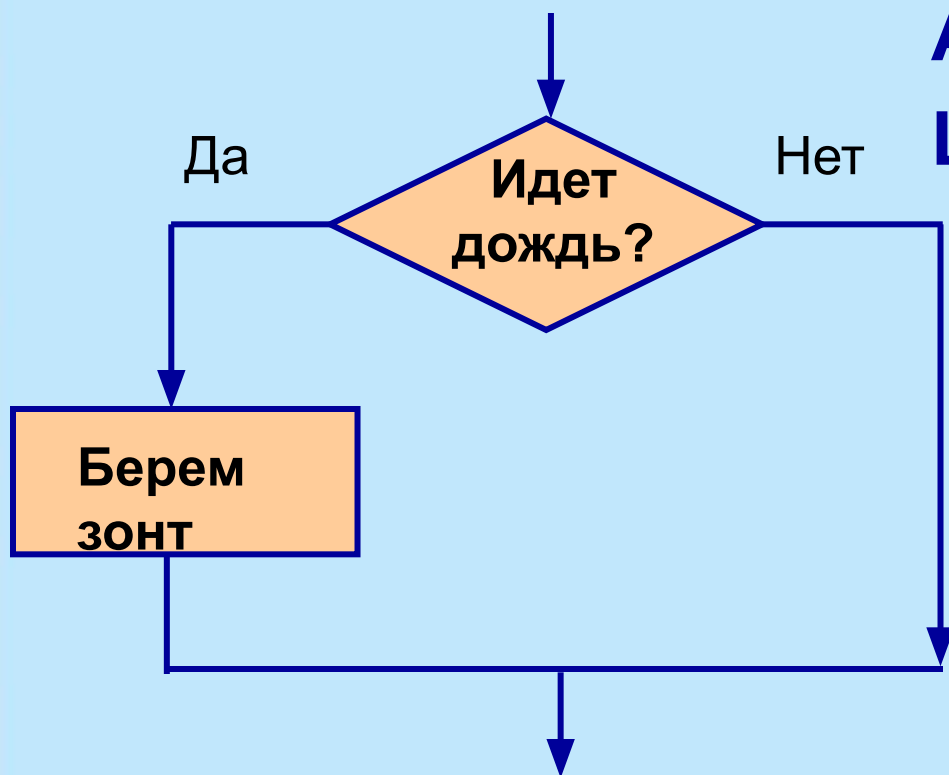 Да
Идет
дождь?
Нет
Берем
зонт